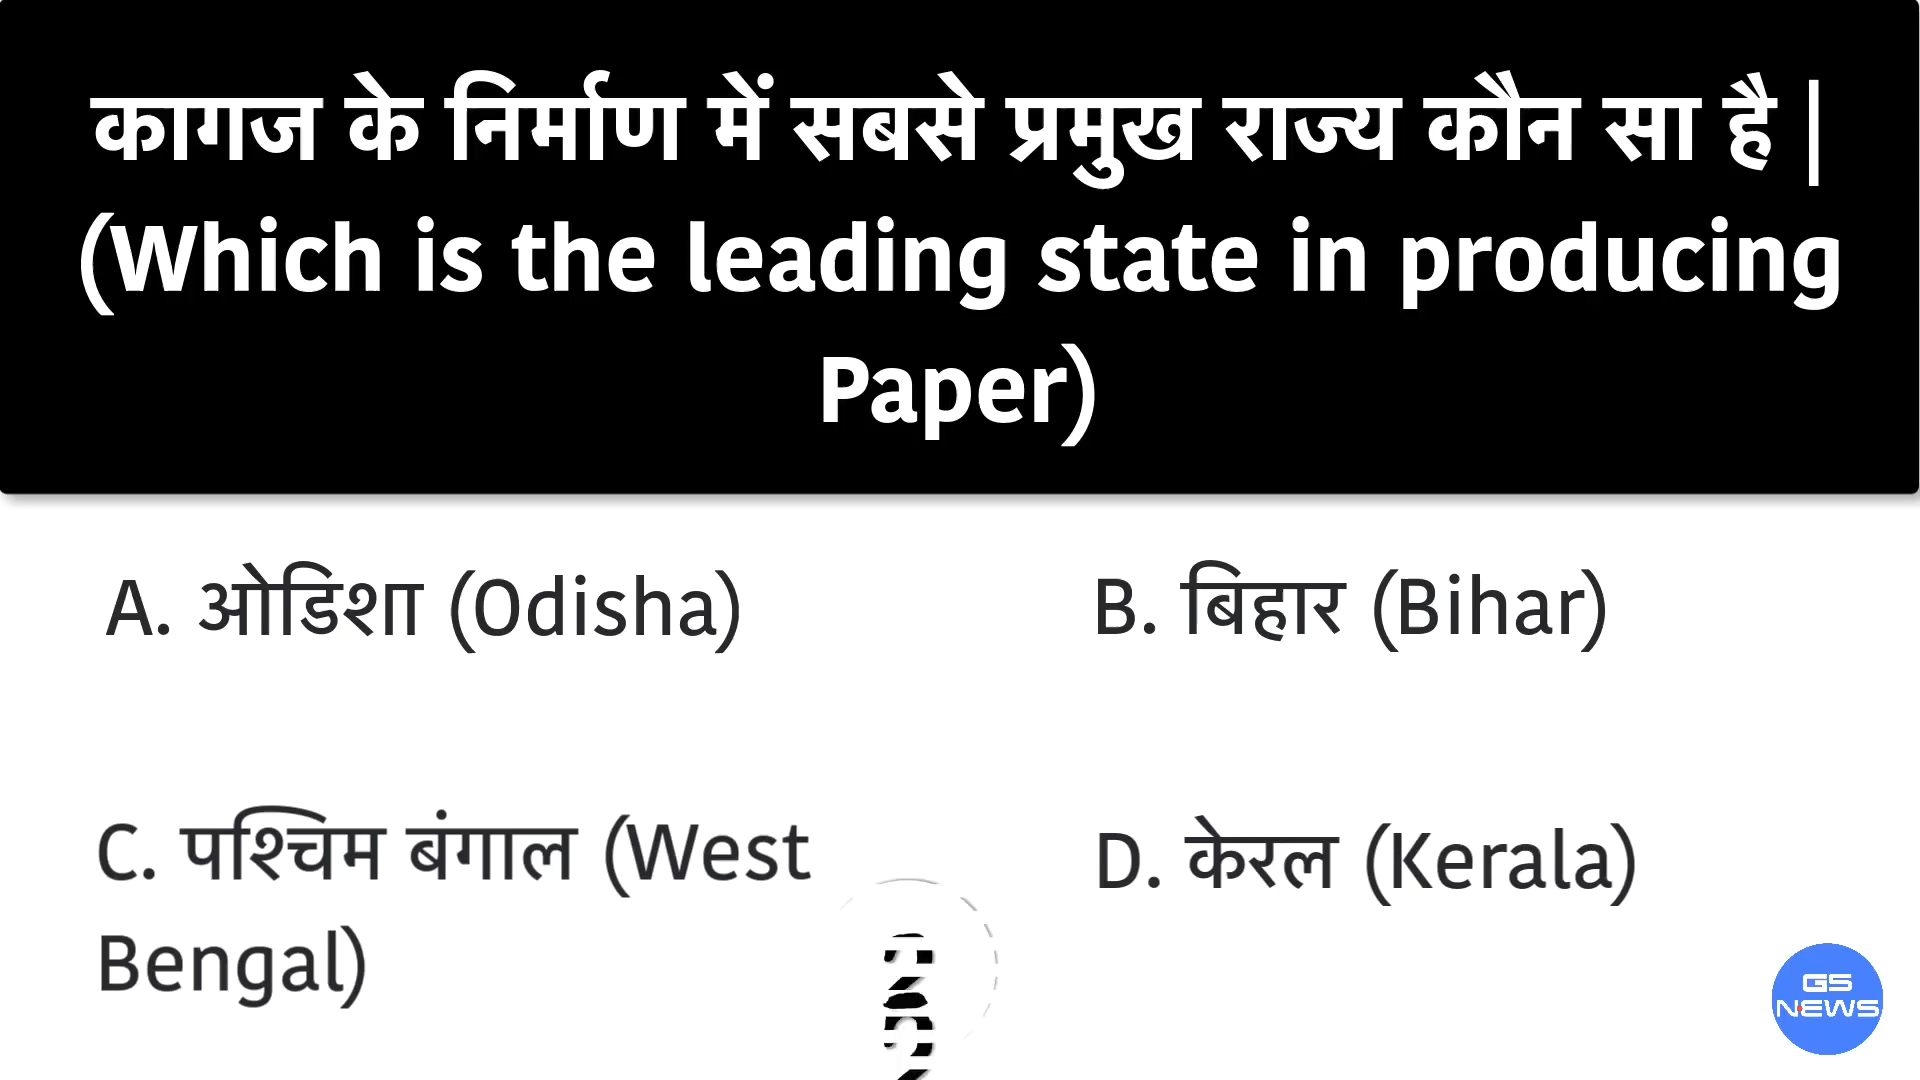 कागज के निर्माण में सबसे प्रमुख राज्य कौन सा है |
(Which is the leading state in producing
Paper)
A. ओडिशा (Odisha)
B. बिहार (Bihar)
C. पश्चिम बंगाल (West
Bengal)
D. केरल (Kerala)
GS
NEWS